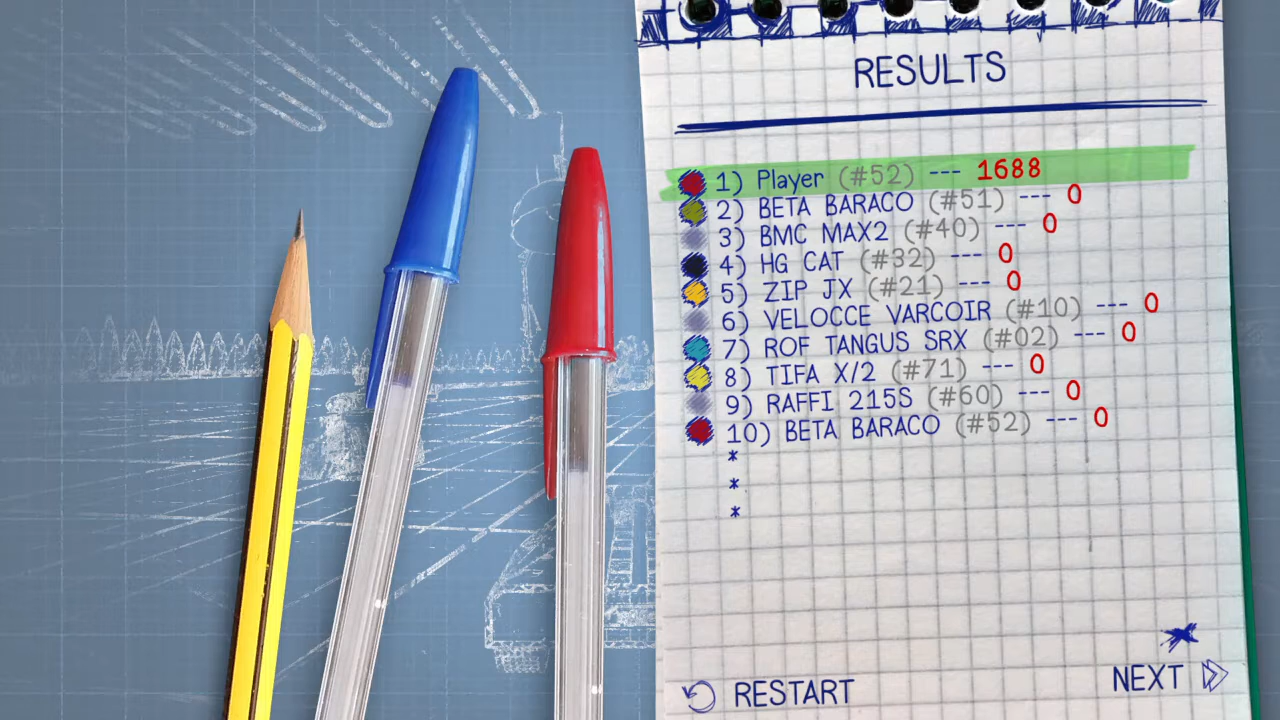 RESULTS
1) Player (#52) --- 1688
2) BETA BARACO (#51) --- 0
3) BMC MAX2 (#40) --- 0
4) HG CAT (#32) --- 0
5) ZIP JX (#21) --- 0
6) VELOCCE VARCOIR (#10) --- 0
7) ROF TANGUS SRX (#02) --- 0
8) TIFA X/2 (#71) --- 0
9) RAFFI 215S (#60) --- 0
10) BETA BARACO (#52) --- 0
*
*
*
RESTART
NEXT